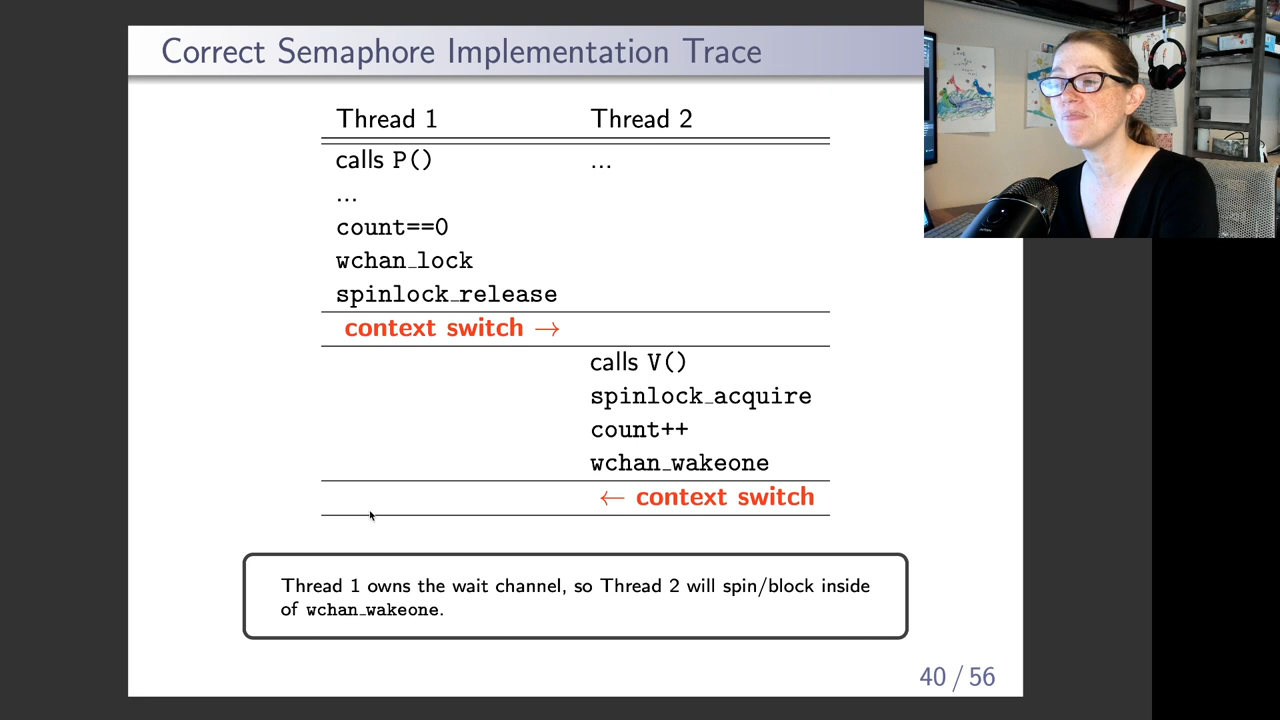 Correct Semaphore Implementation Trace
Thread 1 Thread 2
calls P() ...
...
count==0
wchan_lock
spinlock_release
context switch →
calls V()
spinlock_acquire
count++
wchan_wakeone
← context switch
Thread 1 owns the wait channel, so Thread 2 will spin/block inside
of wchan_wakeone.
40 / 56